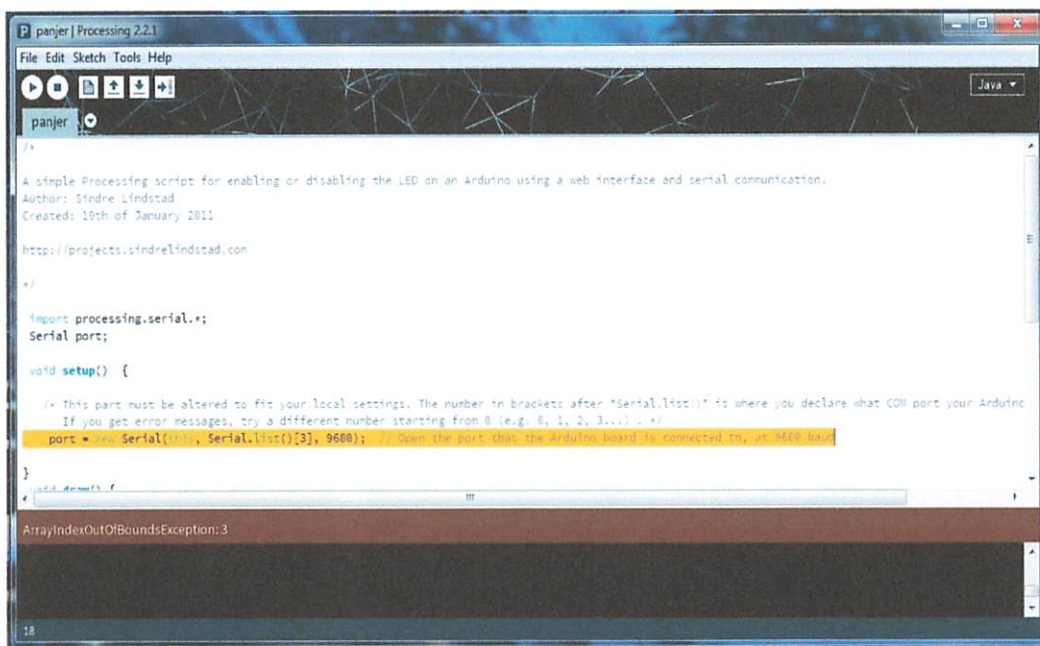 panjer | Processing 2.2.1
File Edit Sketch Tools Help
Java
panjer
/*
A simple Processing script for enabling or disabling the LED on an Arduino using a web interface and serial communication.
Author: Sindre Lindstad
Created: 19th of January 2011
http://projects.sindrelindstad.com
*/
import processing.serial.*;
Serial port;
void setup() {
/* This part must be altered to fit your local settings. The number in brackets after "Serial.list()" is where you declare what COM port your Arduino
If you get error messages, try a different number starting from 0 (e.g. 0, 1, 2, 3...) . */
port = new Serial(this, Serial.list()[3], 9600); // Open the port that the Arduino board is connected to, at 9600 baud
}
void draw() {
ArrayIndexOutOfBoundsException: 3
18